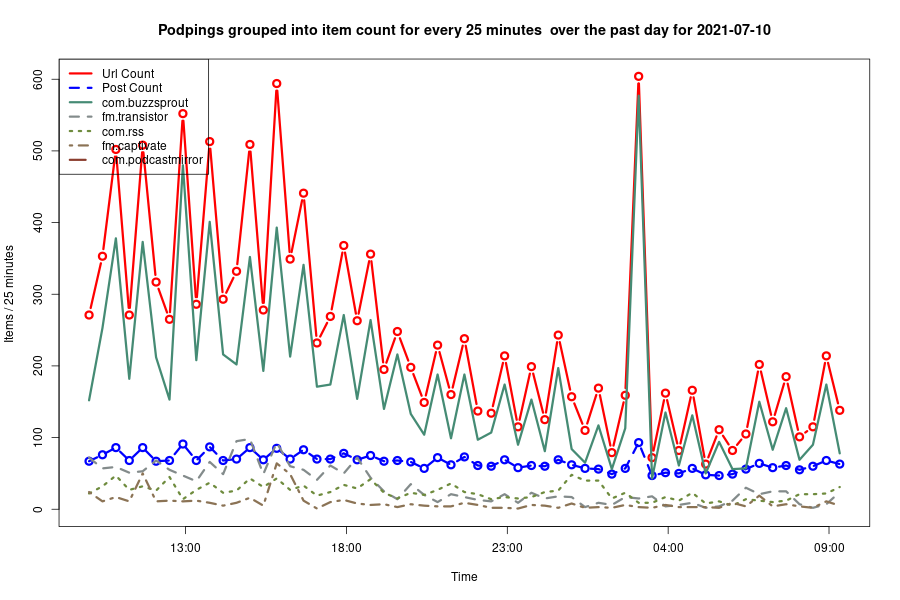 Podpings grouped into item count for every 25 minutes  over the past day for 2021-07-10
Url Count
Post Count
com.buzzsprout
fm.transistor
com.rss
fm.captivate
com.podcastmirror
Items / 25 minutes
600
500
400
300
200
100
0
13:00 18:00 23:00 04:00 09:00
Time